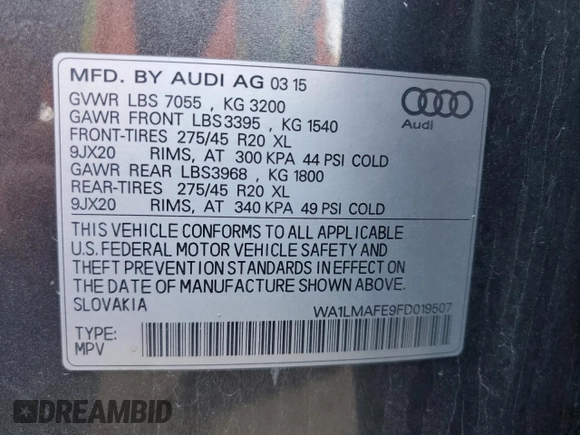 MFD. BY AUDI AG 03 15
GVWR LBS 7055 , KG 3200
GAWR FRONT LBS3395 , KG 1540
FRONT-TIRES 275/45 R20 XL
9JX20 RIMS, AT 300 KPA 44 PSI COLD
GAWR REAR LBS3968 , KG 1800
REAR-TIRES 275/45 R20 XL
9JX20 RIMS, AT 340 KPA 49 PSI COLD
Audi
THIS VEHICLE CONFORMS TO ALL APPLICABLE
U.S. FEDERAL MOTOR VEHICLE SAFETY AND
THEFT PREVENTION STANDARDS IN EFFECT ON
THE DATE OF MANUFACTURE SHOWN ABOVE.
SLOVAKIA WA1LMAFE9FD019507
TYPE:
MPV
DREAMBID